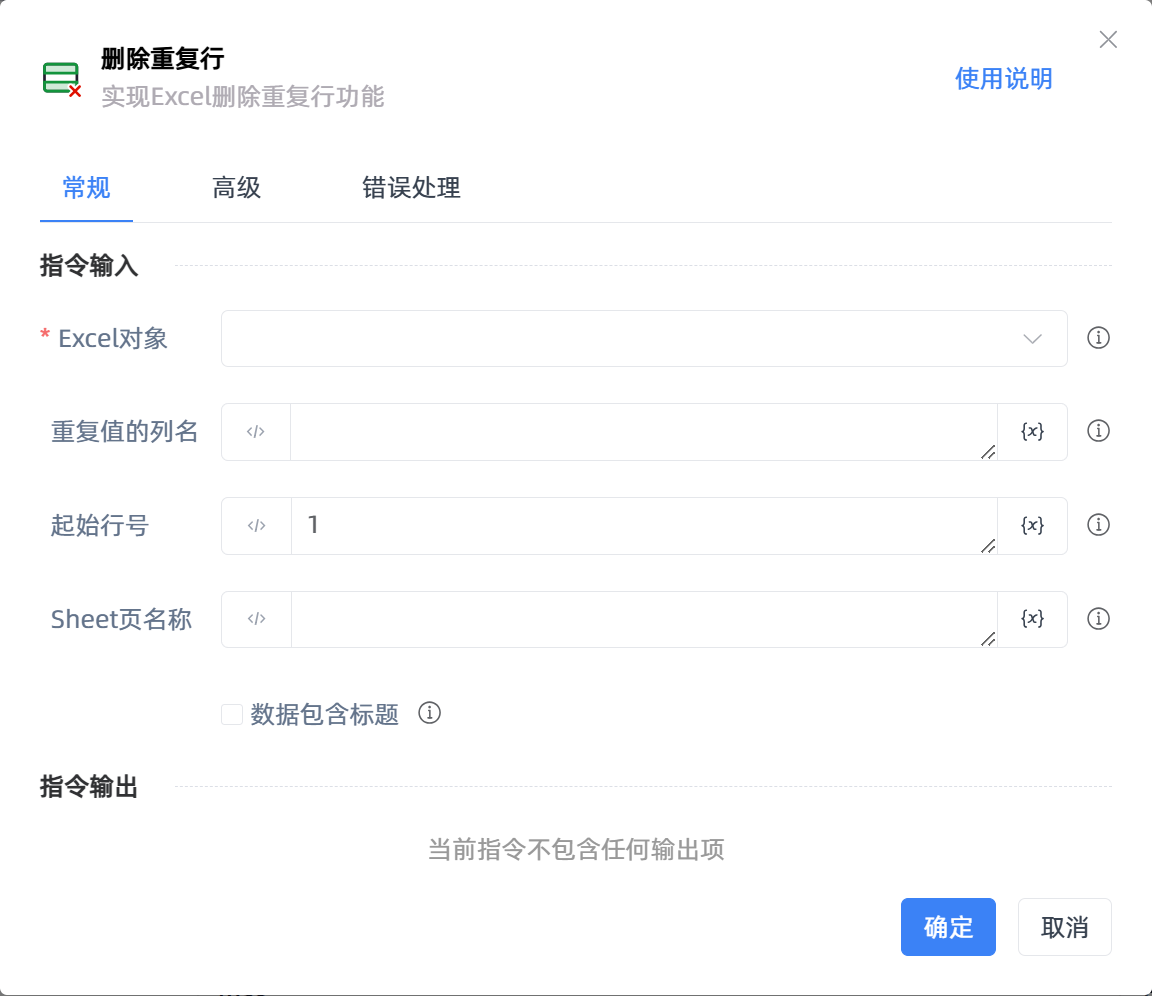 删除重复行
实现Excel删除重复行功能
使用说明
常规 高级 错误处理
指令输入
* Excel对象
重复值的列名 </> {x}
起始行号 </> 1 {x}
Sheet页名称 </> {x}
数据包含标题
指令输出
当前指令不包含任何输出项
确定 取消